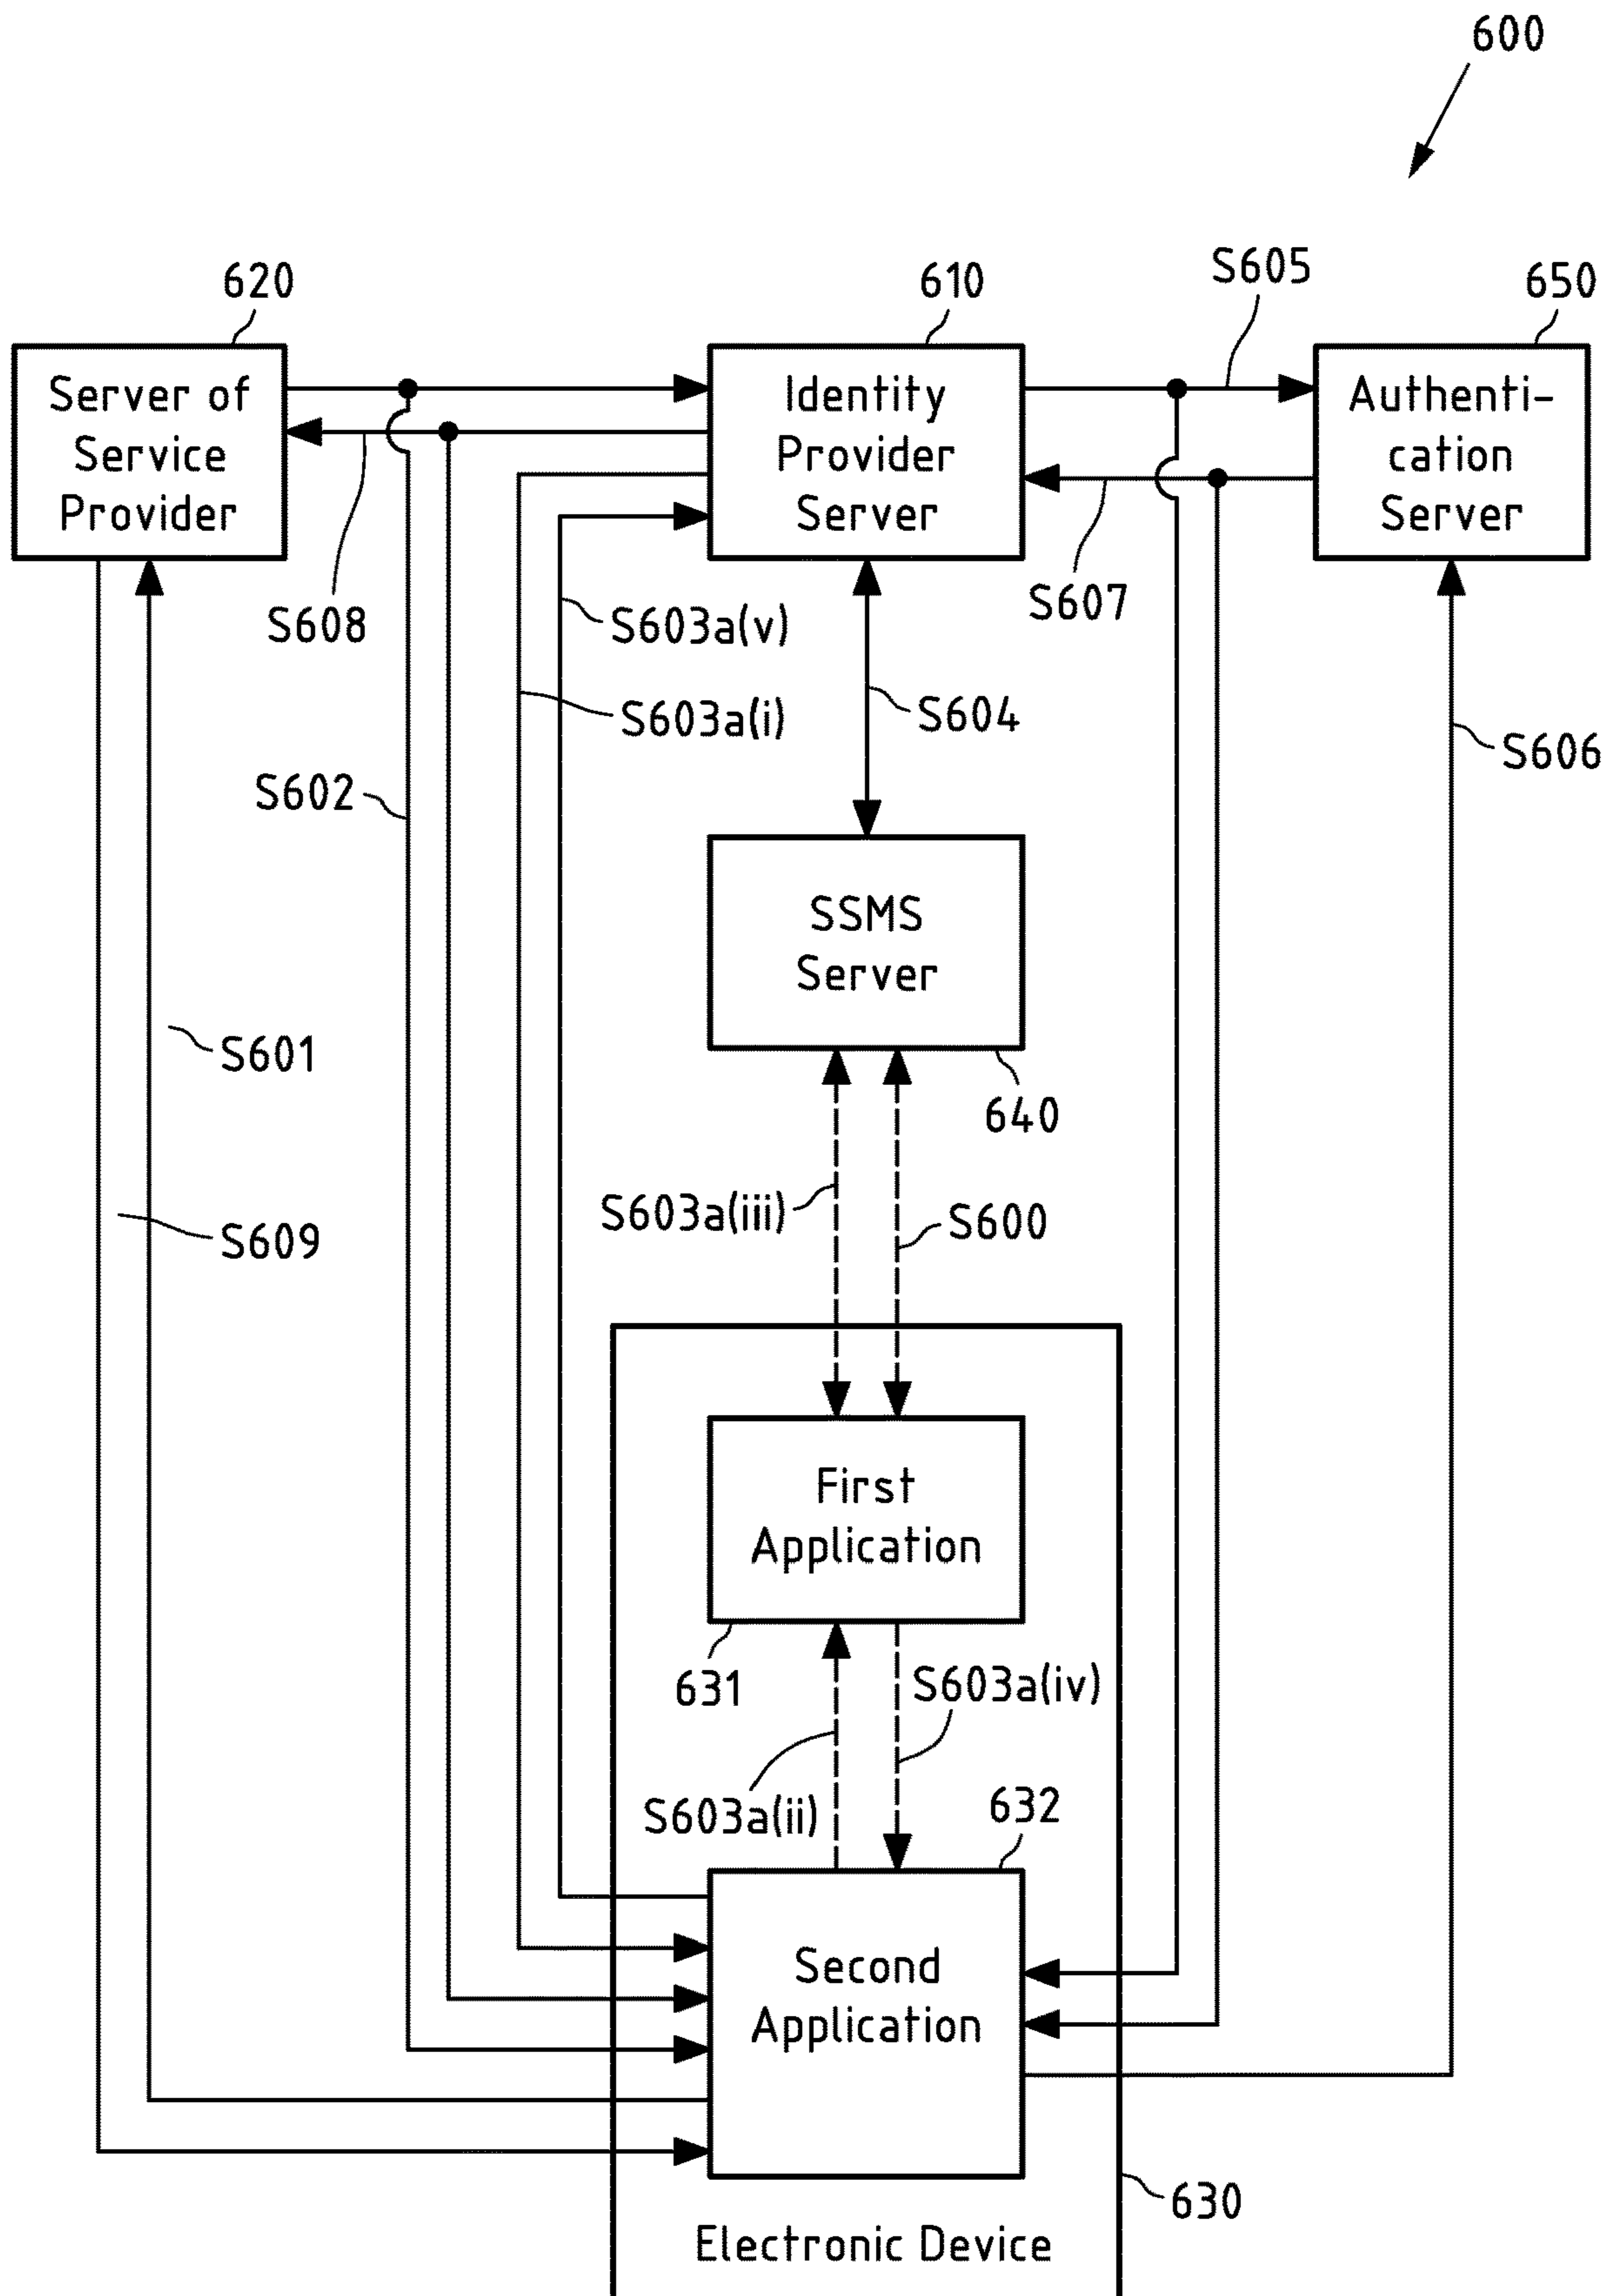 600
620
610
S605
650
Server of
Service
Provider
Identity
Provider
Server
Authenti-
cation
Server
S608
S603a(v)
S607
S603a(i)
S604
S606
S602
SSMS
Server
S601
640
S603a(iii)
S600
S609
First
Application
631
S603a(iv)
S603a(ii)
632
Second
Application
630
Electronic Device